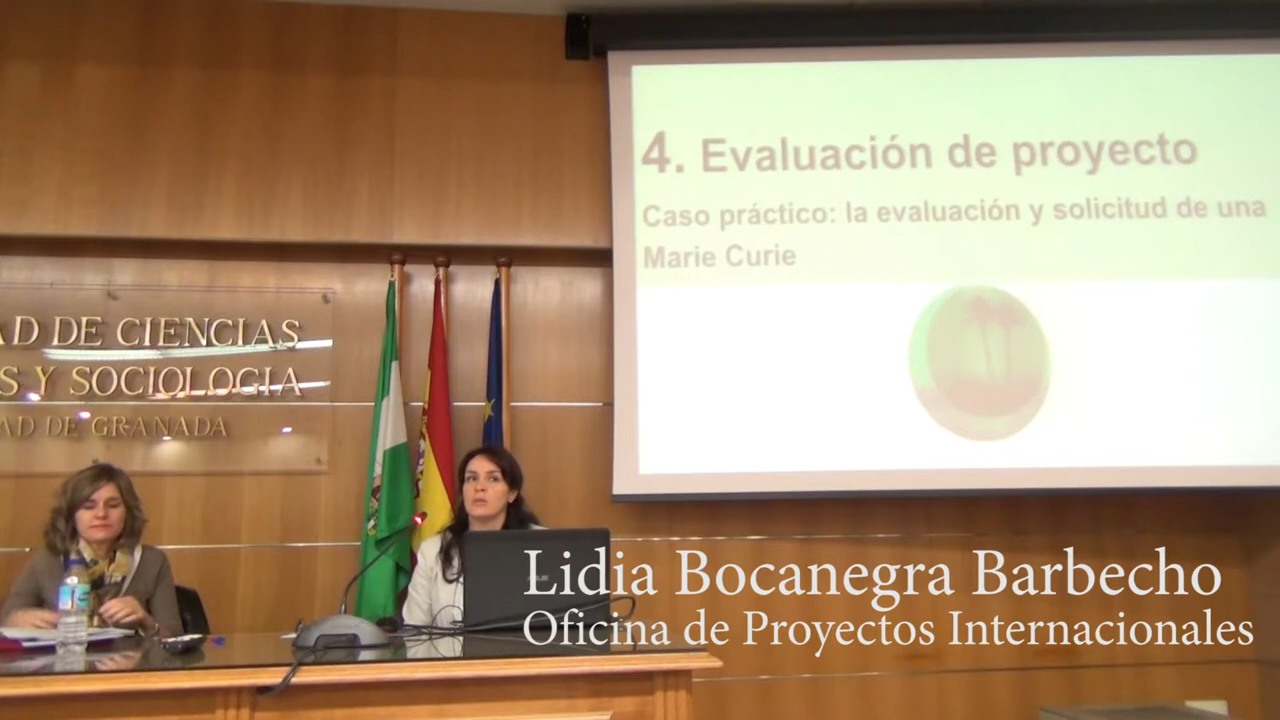 4. Evaluación de proyecto
Caso práctico: la evaluación y solicitud de una
Marie Curie
AD DE CIENCIAS
S Y SOCIOLOGIA
AD DE GRANADA
Lidia Bocanegra Barbecho
Oficina de Proyectos Internacionales